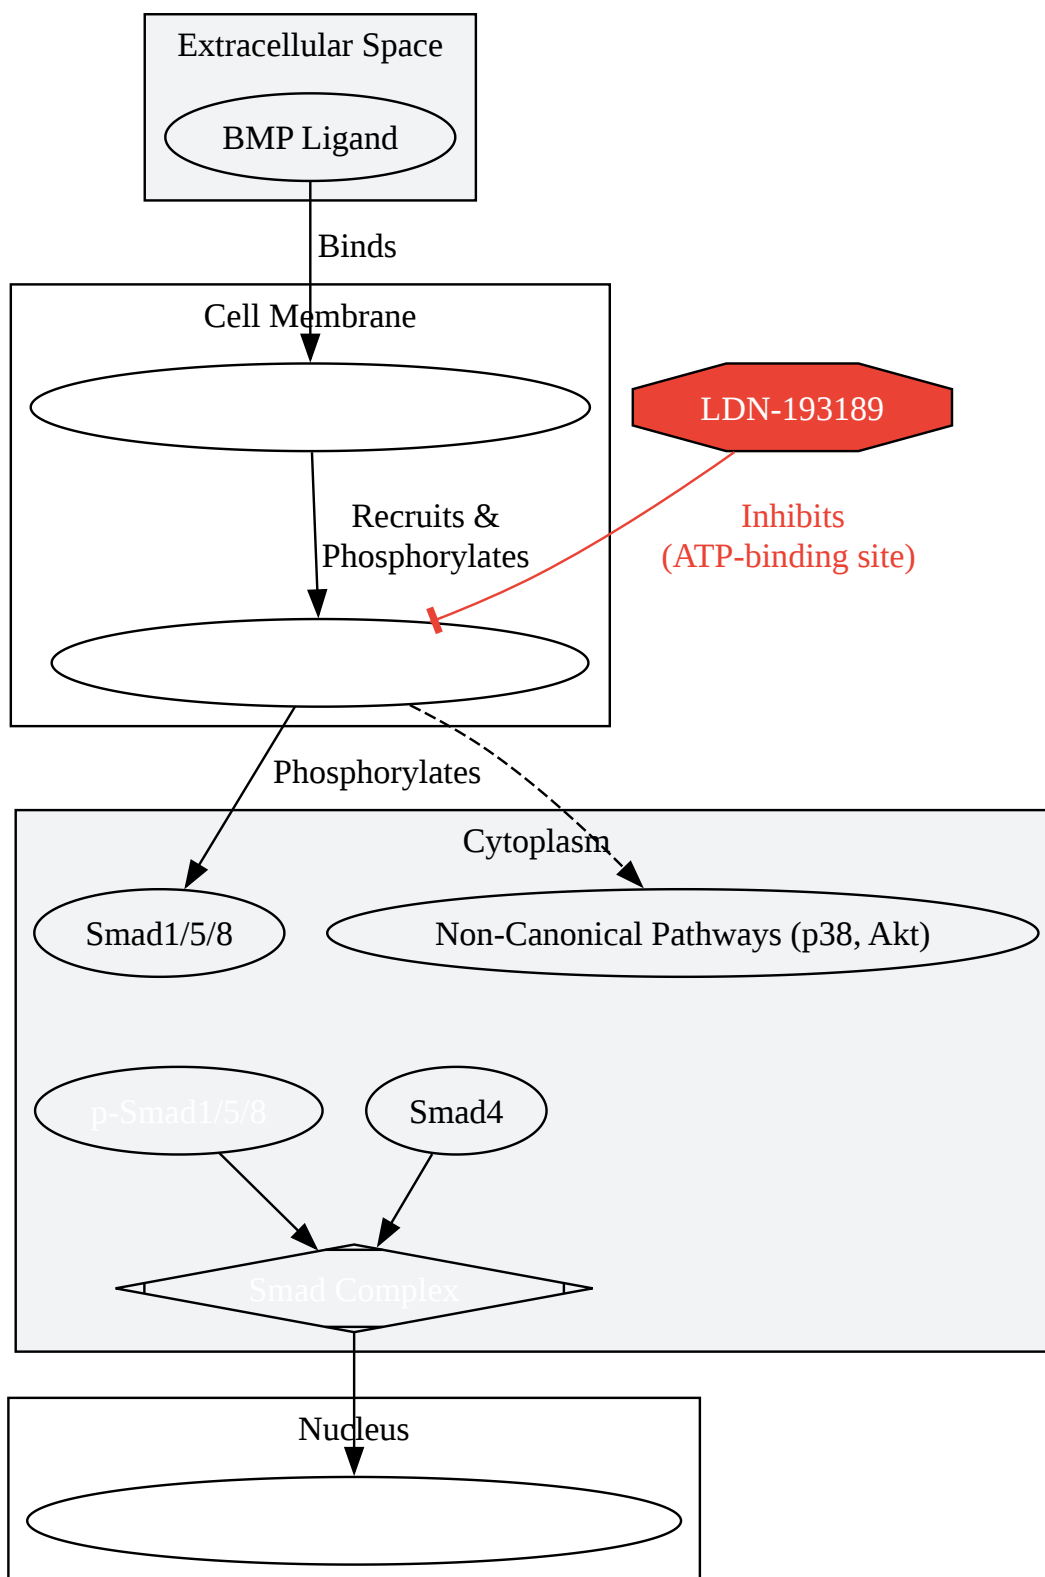 Extracellular Space
BMP Ligand
Binds
Cell Membrane
LDN-193189
Recruits &
Phosphorylates
Inhibits
(ATP-binding site)
Phosphorylates
Cytoplasm
Smad1/5/8
Non-Canonical Pathways (p38, Akt)
p-Smad1/5/8
Smad4
Smad Complex
Nucleus